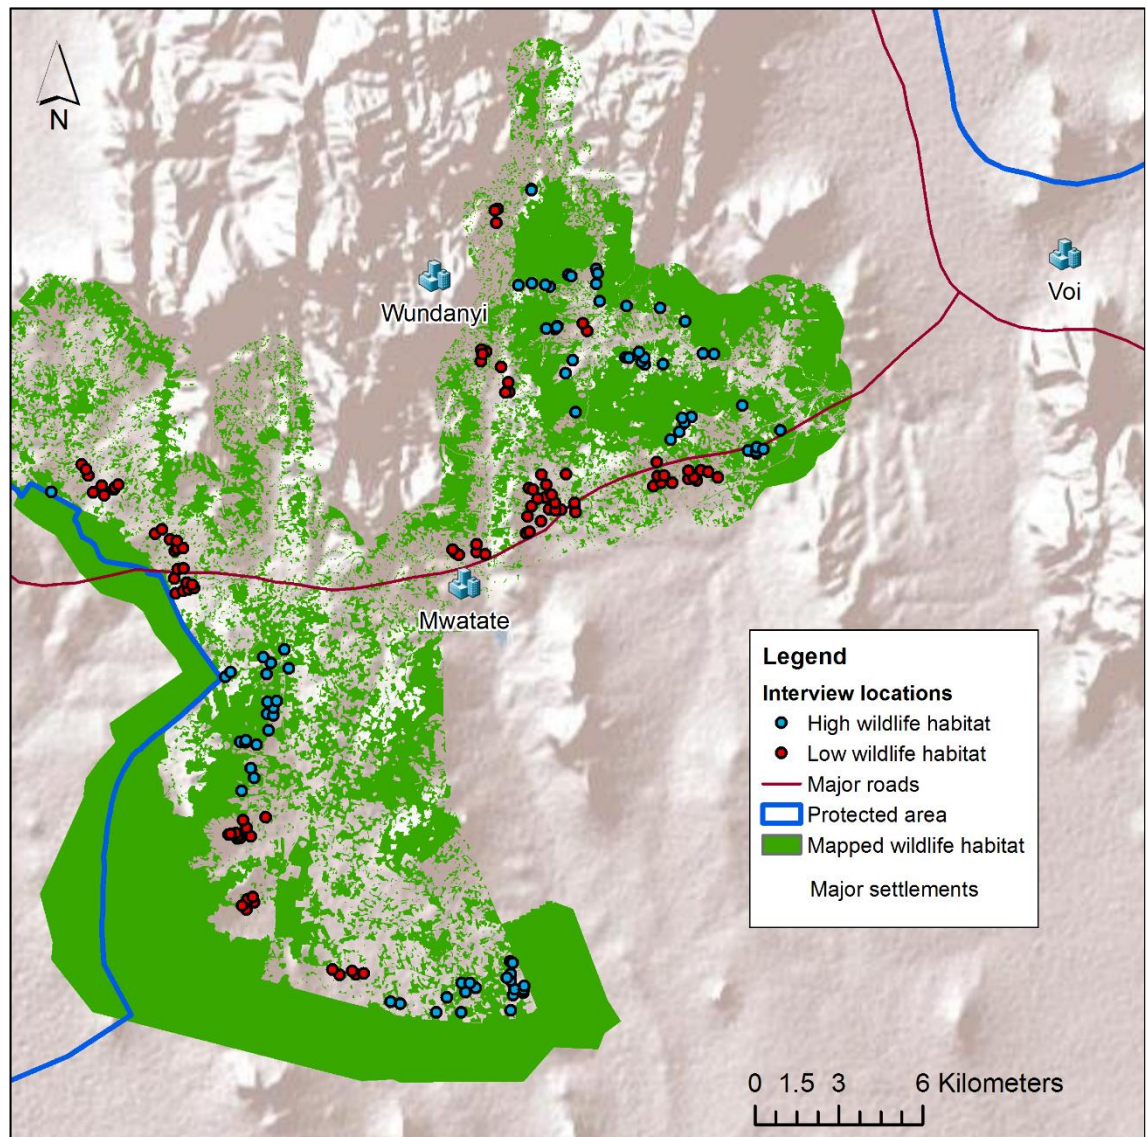 N
Wundanyi
Voi
Mwatate
Legend
Interview locations
High wildlife habitat
Low wildlife habitat
Major roads
Protected area
Mapped wildlife habitat
Major settlements
0 1.5 3 6 Kilometers